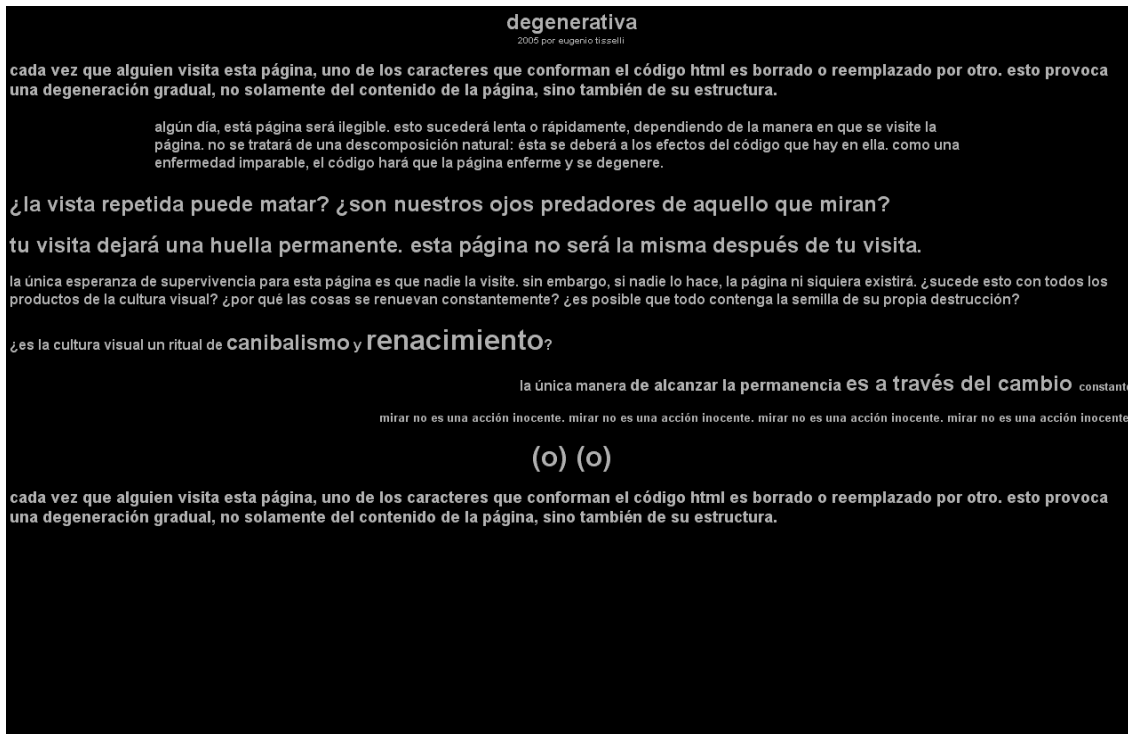 degenerativa
2005 por eugenio tisselli
cada vez que alguien visita esta página, uno de los caracteres que conforman el código html es borrado o reemplazado por otro. esto provoca
una degeneración gradual, no solamente del contenido de la página, sino también de su estructura.
algún día, está página será ilegible. esto sucederá lenta o rápidamente, dependiendo de la manera en que se visite la
página. no se tratará de una descomposición natural: ésta se deberá a los efectos del código que hay en ella. como una
enfermedad imparable, el código hará que la página enferme y se degenere.
¿la vista repetida puede matar? ¿son nuestros ojos predadores de aquello que miran?
tu visita dejará una huella permanente. esta página no será la misma después de tu visita.
la única esperanza de supervivencia para esta página es que nadie la visite. sin embargo, si nadie lo hace, la página ni siquiera existirá. ¿sucede esto con todos los
productos de la cultura visual? ¿por qué las cosas se renuevan constantemente? ¿es posible que todo contenga la semilla de su propia destrucción?
¿es la cultura visual un ritual de canibalismo y renacimiento?
la única manera de alcanzar la permanencia es a través del cambio constante
mirar no es una acción inocente. mirar no es una acción inocente. mirar no es una acción inocente. mirar no es una acción inocente
(o) (o)
cada vez que alguien visita esta página, uno de los caracteres que conforman el código html es borrado o reemplazado por otro. esto provoca
una degeneración gradual, no solamente del contenido de la página, sino también de su estructura.